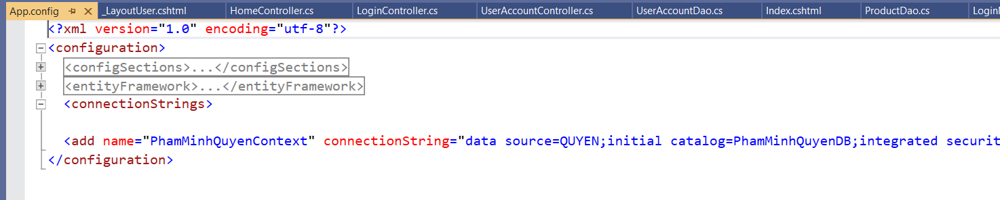 App.config _LayoutUser.cshtml HomeController.cs LoginController.cs UserAccountController.cs UserAccountDao.cs Index.cshtml ProductDao.cs
<?xml version="1.0" encoding="utf-8"?>
<configuration>
<configSections>...</configSections>
<entityFramework>...</entityFramework>
<connectionStrings>
<add name="PhamMinhQuyenContext" connectionString="data source=QUYEN;initial catalog=PhamMinhQuyenDB;integrated securit
</configuration>